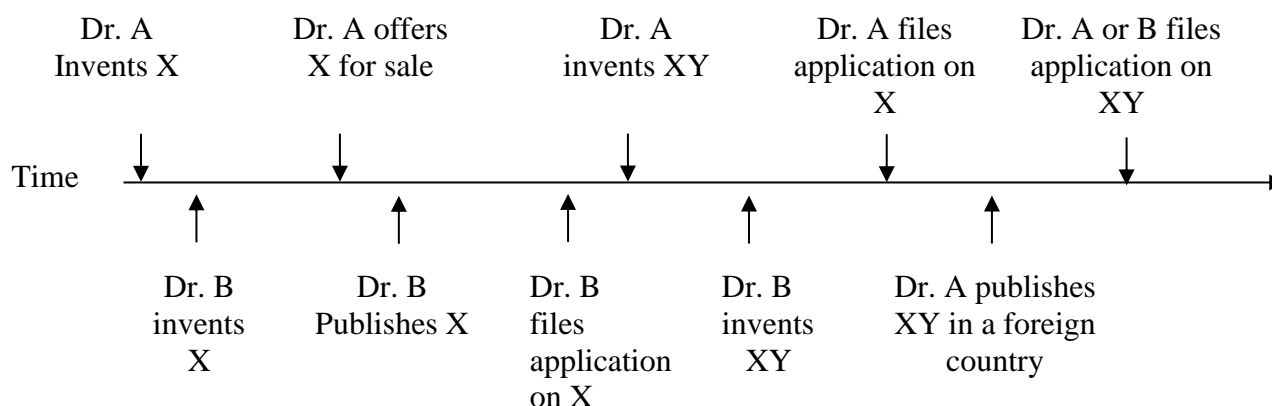 Dr. A
Invents X
Dr. A offers
X for sale
Dr. A
invents XY
Dr. A files
application on
X
Dr. A or B files
application on
XY
Time
Dr. B
invents
X
Dr. B
Publishes X
Dr. B
files
application
on X
Dr. B
invents
XY
Dr. A publishes
XY in a foreign
country